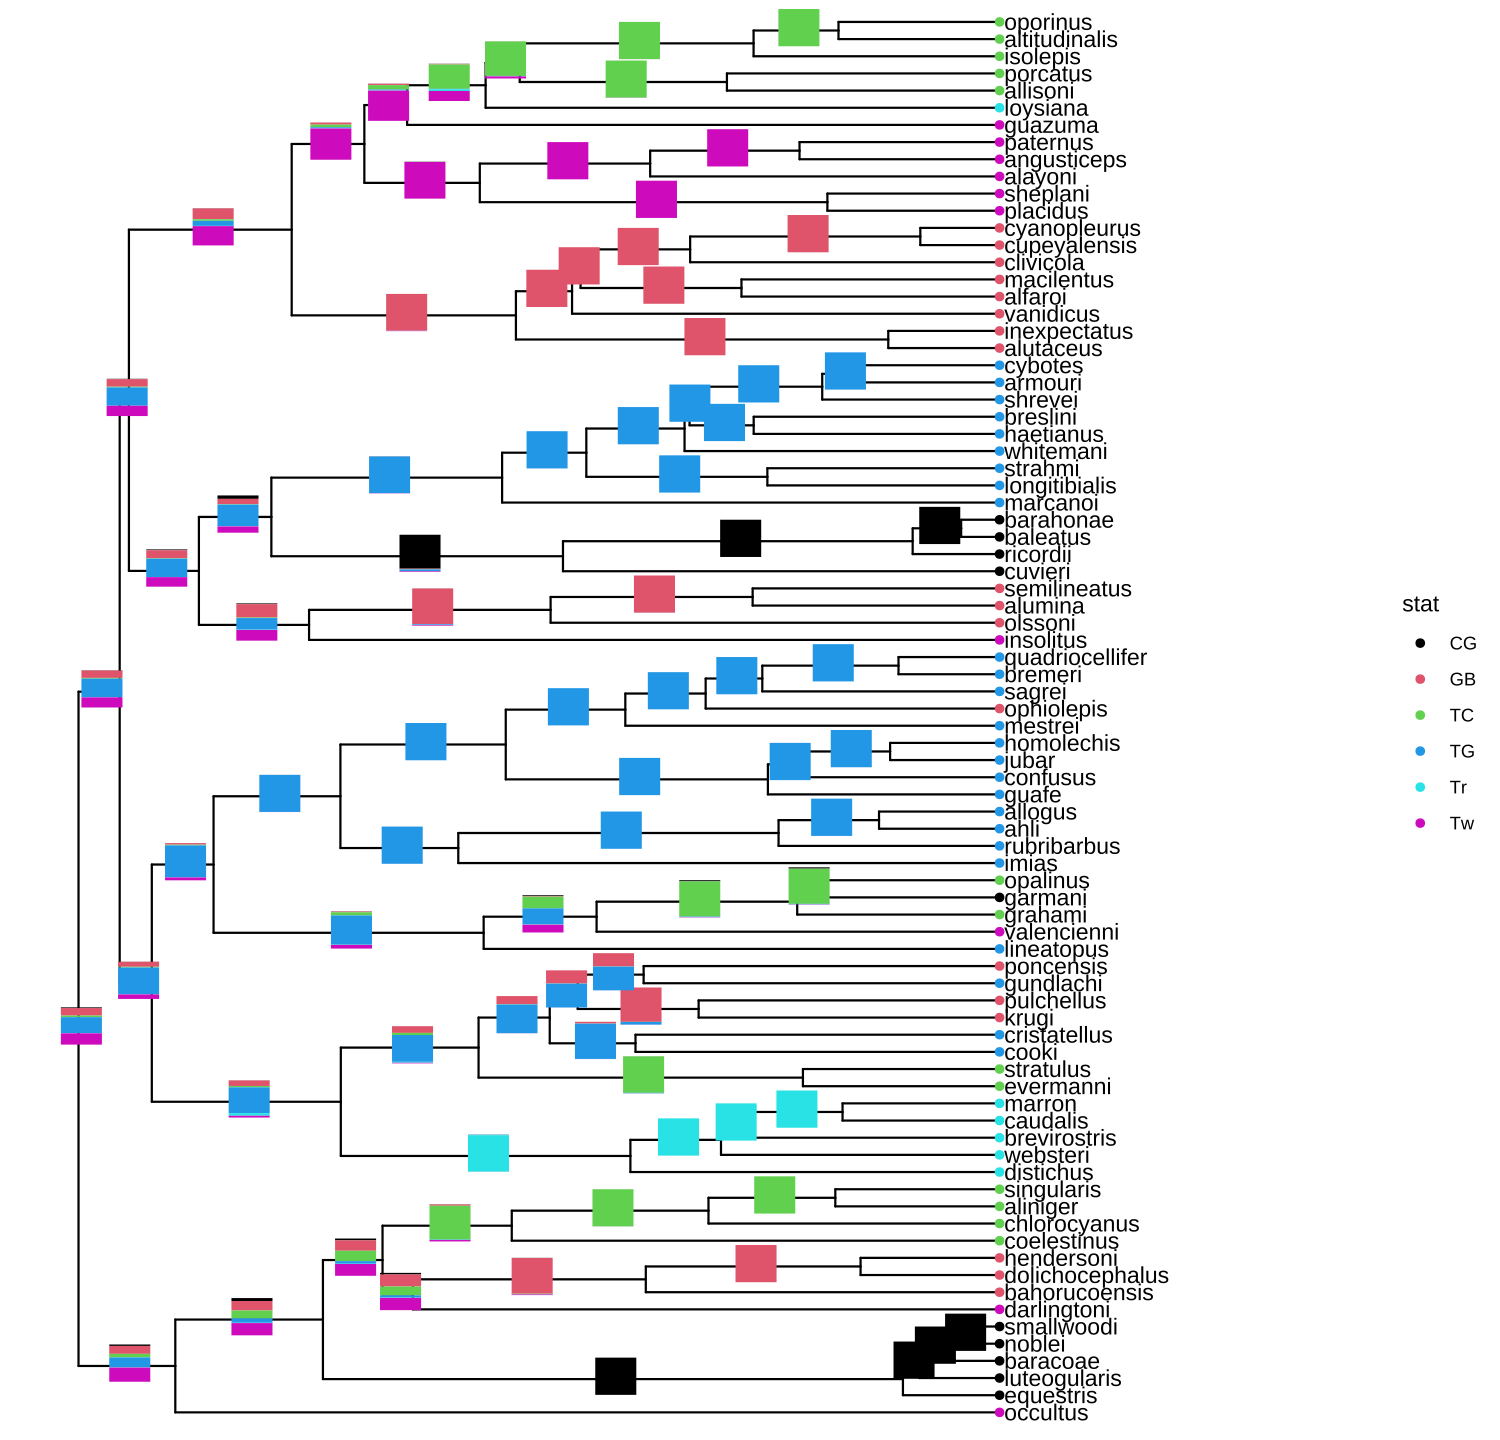 oporinus
altitudinalis
isolepis
porcatus
allisoni
loysiana
guazuma
paternus
angusticeps
alayoni
sheplani
placidus
cyanopleurus
cupeyalensis
clivicola
macilentus
alfaroi
vanidicus
inexpectatus
alutaceus
cybotes
armouri
shrevei
breslini
haetianus
whitemani
strahmi
longitibialis
marcanoi
barahonae
baleatus
ricordii
cuvieri
semilineatus
alumina
olssoni
insolitus
quadriocellifer
bremeri
sagrei
ophiolepis
mestrei
homolechis
jubar
confusus
guafe
allogus
ahli
rubribarbus
imias
opalinus
garmani
grahami
valencienni
lineatopus
poncensis
gundlachi
pulchellus
krugi
cristatellus
cooki
stratulus
evermanni
marron
caudalis
brevirostris
websteri
distichus
singularis
aliniger
chlorocyanus
coelestinus
hendersoni
dolichocephalus
bahorucoensis
darlingtoni
smallwoodi
noblei
baracoae
luteogularis
equestris
occultus
stat
CG
GB
TC
TG
Tr
Tw